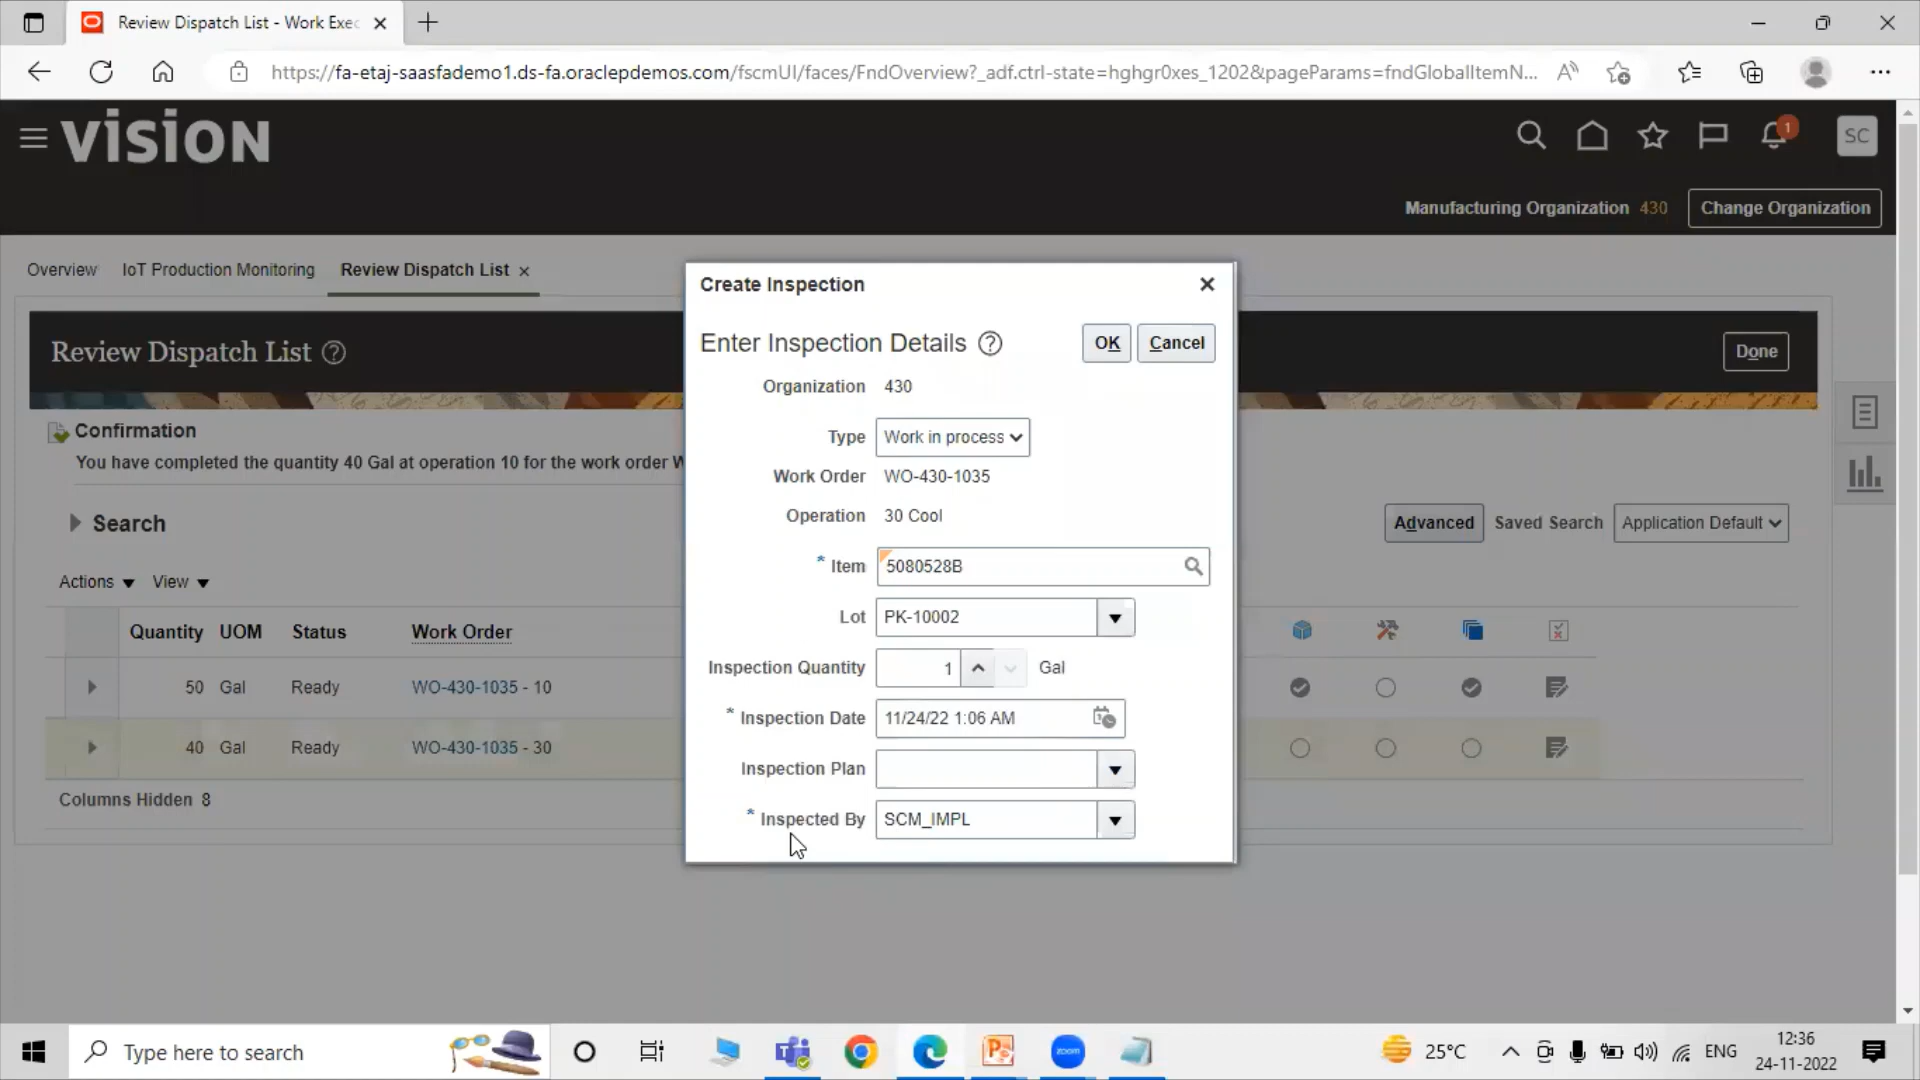 Review Dispatch List - Work Exec
https://fa-etaj-saasfademo1.ds-fa.oraclepdemos.com/fscmUI/faces/FndOverview?_adf.ctrl-state=hghgr0xes_1202&pageParams=fndGlobalItemN...
VISION
1
SC
Manufacturing Organization 430 Change Organization
Overview IoT Production Monitoring Review Dispatch List
Review Dispatch List
Done
Confirmation
You have completed the quantity 40 Gal at operation 10 for the work order W
Search
Advanced Saved Search Application Default
Actions View
Quantity UOM Status Work Order
50 Gal Ready WO-430-1035 - 10
40 Gal Ready WO-430-1035 - 30
Columns Hidden 8
Create Inspection
Enter Inspection Details
OK Cancel
Organization 430
Type Work in process
Work Order WO-430-1035
Operation 30 Cool
* Item 5080528B
Lot PK-10002
Inspection Quantity 1 Gal
* Inspection Date 11/24/22 1:06 AM
Inspection Plan
* Inspected By SCM_IMPL
Type here to search
zoom
25°C
ENG
12:36
24-11-2022